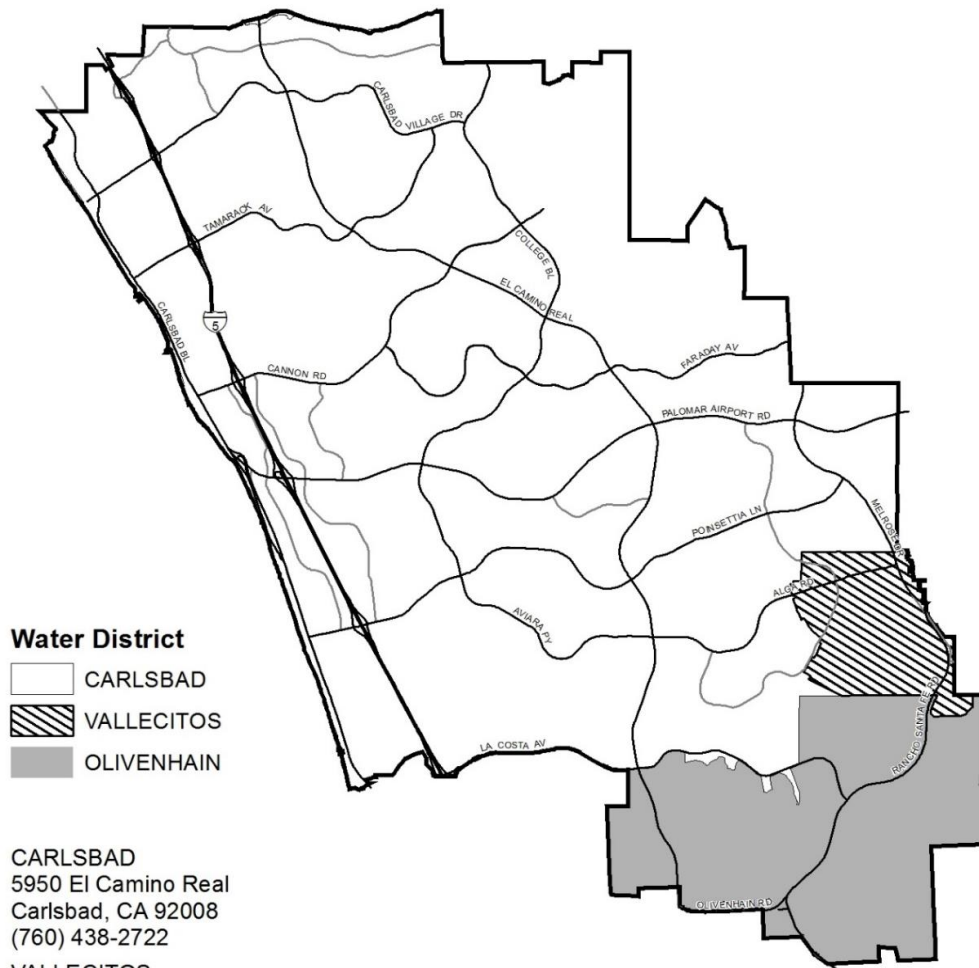 CARLSBAD
VILLAGE DR
TAMARACK AV
COLLEGE BL
EL CAMINO REAL
CARLSBAD BL
5
CANNON RD
FARADAY AV
PALOMAR AIRPORT RD
POINSETTIA LN
MELROSE DR
ALGA RD
AVIARA PY
RANCHO SANTA FE RD
LA COSTA AV
OLIVENHAIN RD
Water District
CARLSBAD
VALLECITOS
OLIVENHAIN
CARLSBAD
5950 El Camino Real
Carlsbad, CA 92008
(760) 438-2722
VALLECITOS